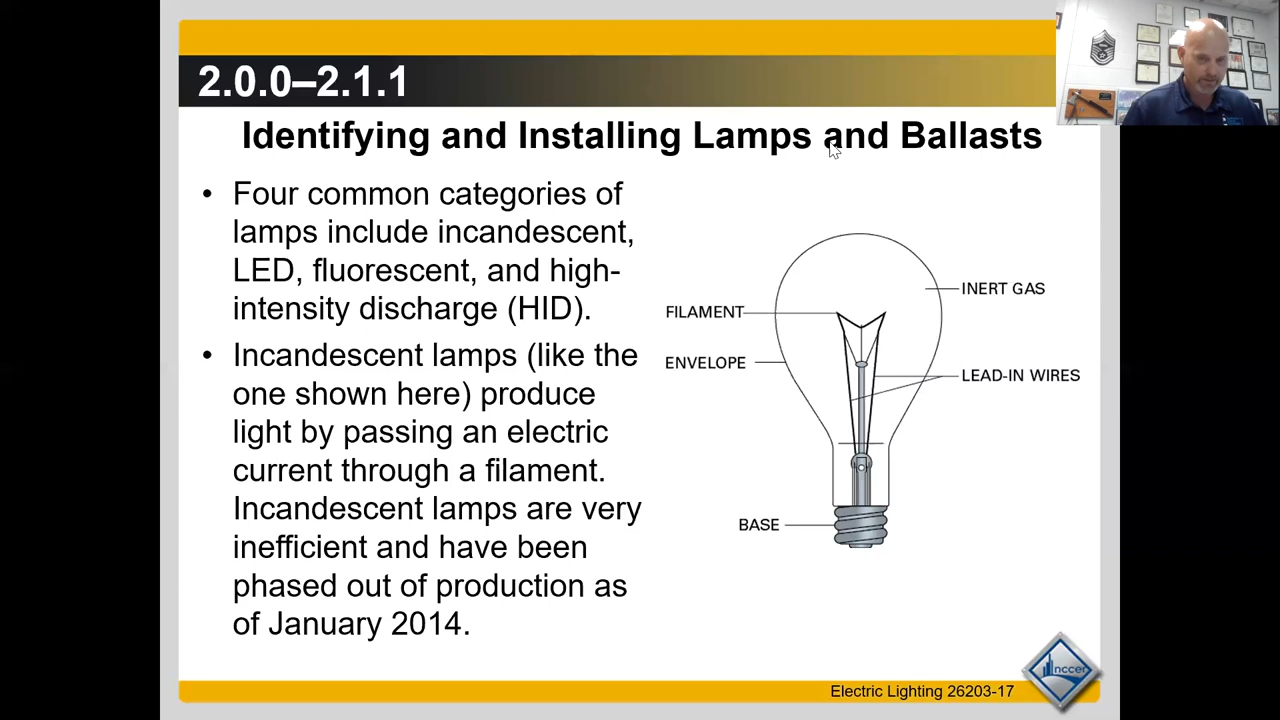 2.0.0–2.1.1
Identifying and Installing Lamps and Ballasts
• Four common categories of
lamps include incandescent,
LED, fluorescent, and high-
intensity discharge (HID).
• Incandescent lamps (like the
one shown here) produce
light by passing an electric
current through a filament.
Incandescent lamps are very
inefficient and have been
phased out of production as
of January 2014.
INERT GAS
FILAMENT
ENVELOPE
LEAD-IN WIRES
BASE
Electric Lighting 26203-17
nccer